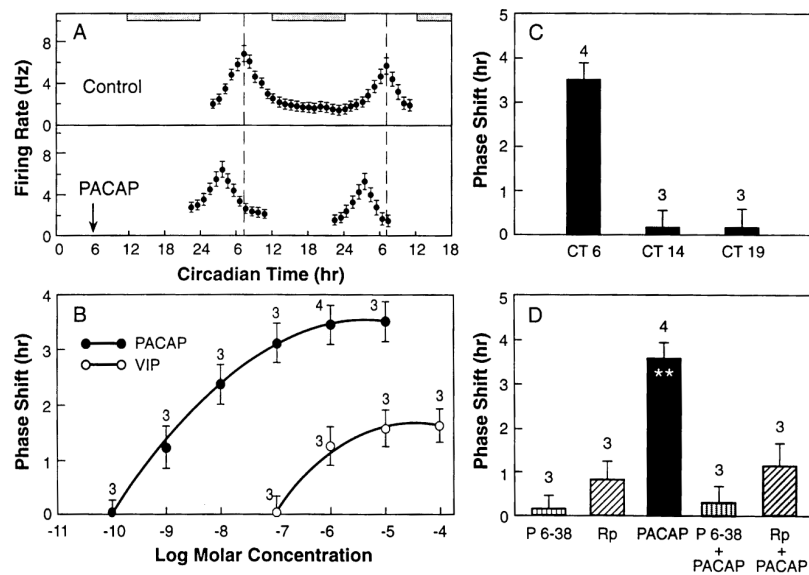 A
Control
PACAP
Firing Rate (Hz)
8
4
0
8
4
0
0 6 12 18 24 6 12 18 24 6 12 18
Circadian Time (hr)
B
PACAP
VIP
Phase Shift (hr)
4
3
2
1
0
3 3 3 3 4 3
3 3 3 3
-11 -10 -9 -8 -7 -6 -5 -4
Log Molar Concentration
C
Phase Shift (hr)
5
4
3
2
1
0
4 3 3
CT 6 CT 14 CT 19
D
Phase Shift (hr)
5
4
3
2
1
0
3 3 4 3 3
**
P 6-38 Rp PACAP P 6-38 + PACAP Rp + PACAP